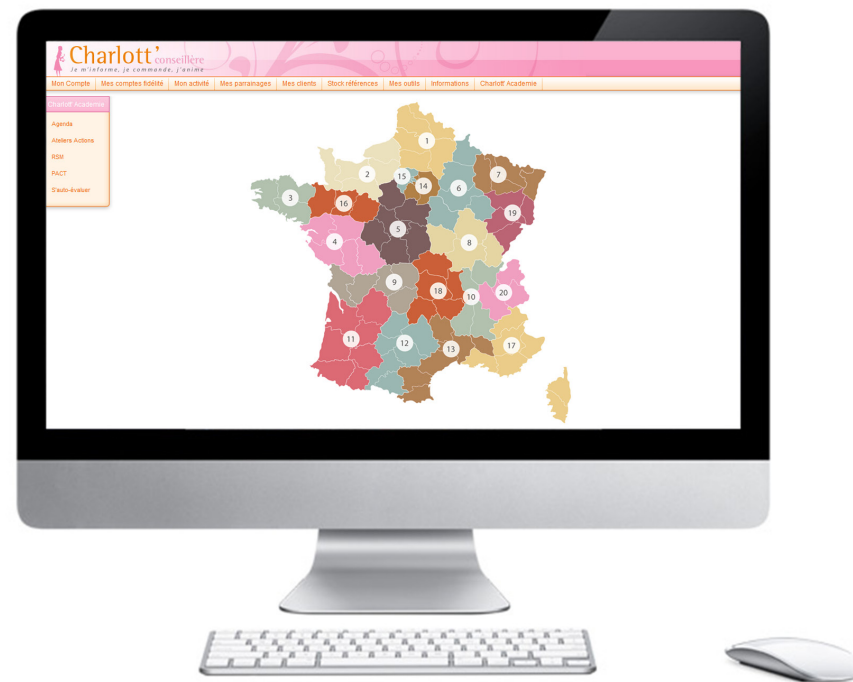 Charlott' conseillère
Je m'informe, je commande, j'anime
Mon Compte Mes comptes fidélité Mon activité Mes parrainages Mes clients Stock références Mes outils Informations Charlott Academie
Charlott' Academie
Agenda
Ateliers Actions
RSM
PACT
S'auto-évaluer
1
2
15
14
7
6
3
16
19
5
4
8
9
18
10
20
11
12
13
17